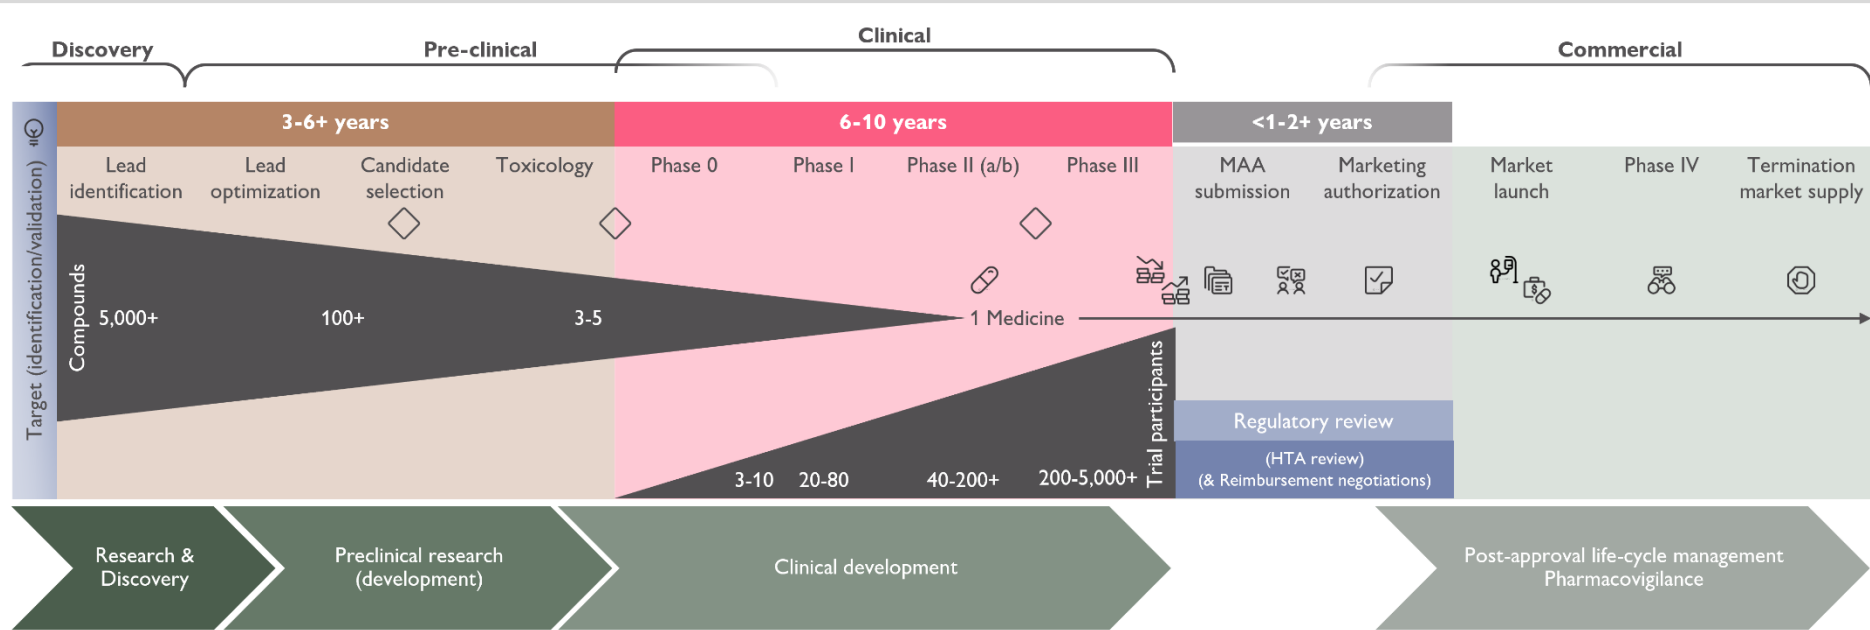 Discovery
Pre-clinical
Clinical
Commercial
3-6+ years
6-10 years
<1-2+ years
Target (identification/validation)
Lead
identification
Lead
optimization
Candidate
selection
Toxicology
Phase 0
Phase I
Phase II (a/b)
Phase III
MAA
submission
Marketing
authorization
Market
launch
Phase IV
Termination
market supply
Compounds
5,000+
100+
3-5
1 Medicine
Trial participants
3-10
20-80
40-200+
200-5,000+
Regulatory review
(HTA review)
(& Reimbursement negotiations)
Research &
Discovery
Preclinical research
(development)
Clinical development
Post-approval life-cycle management
Pharmacovigilance